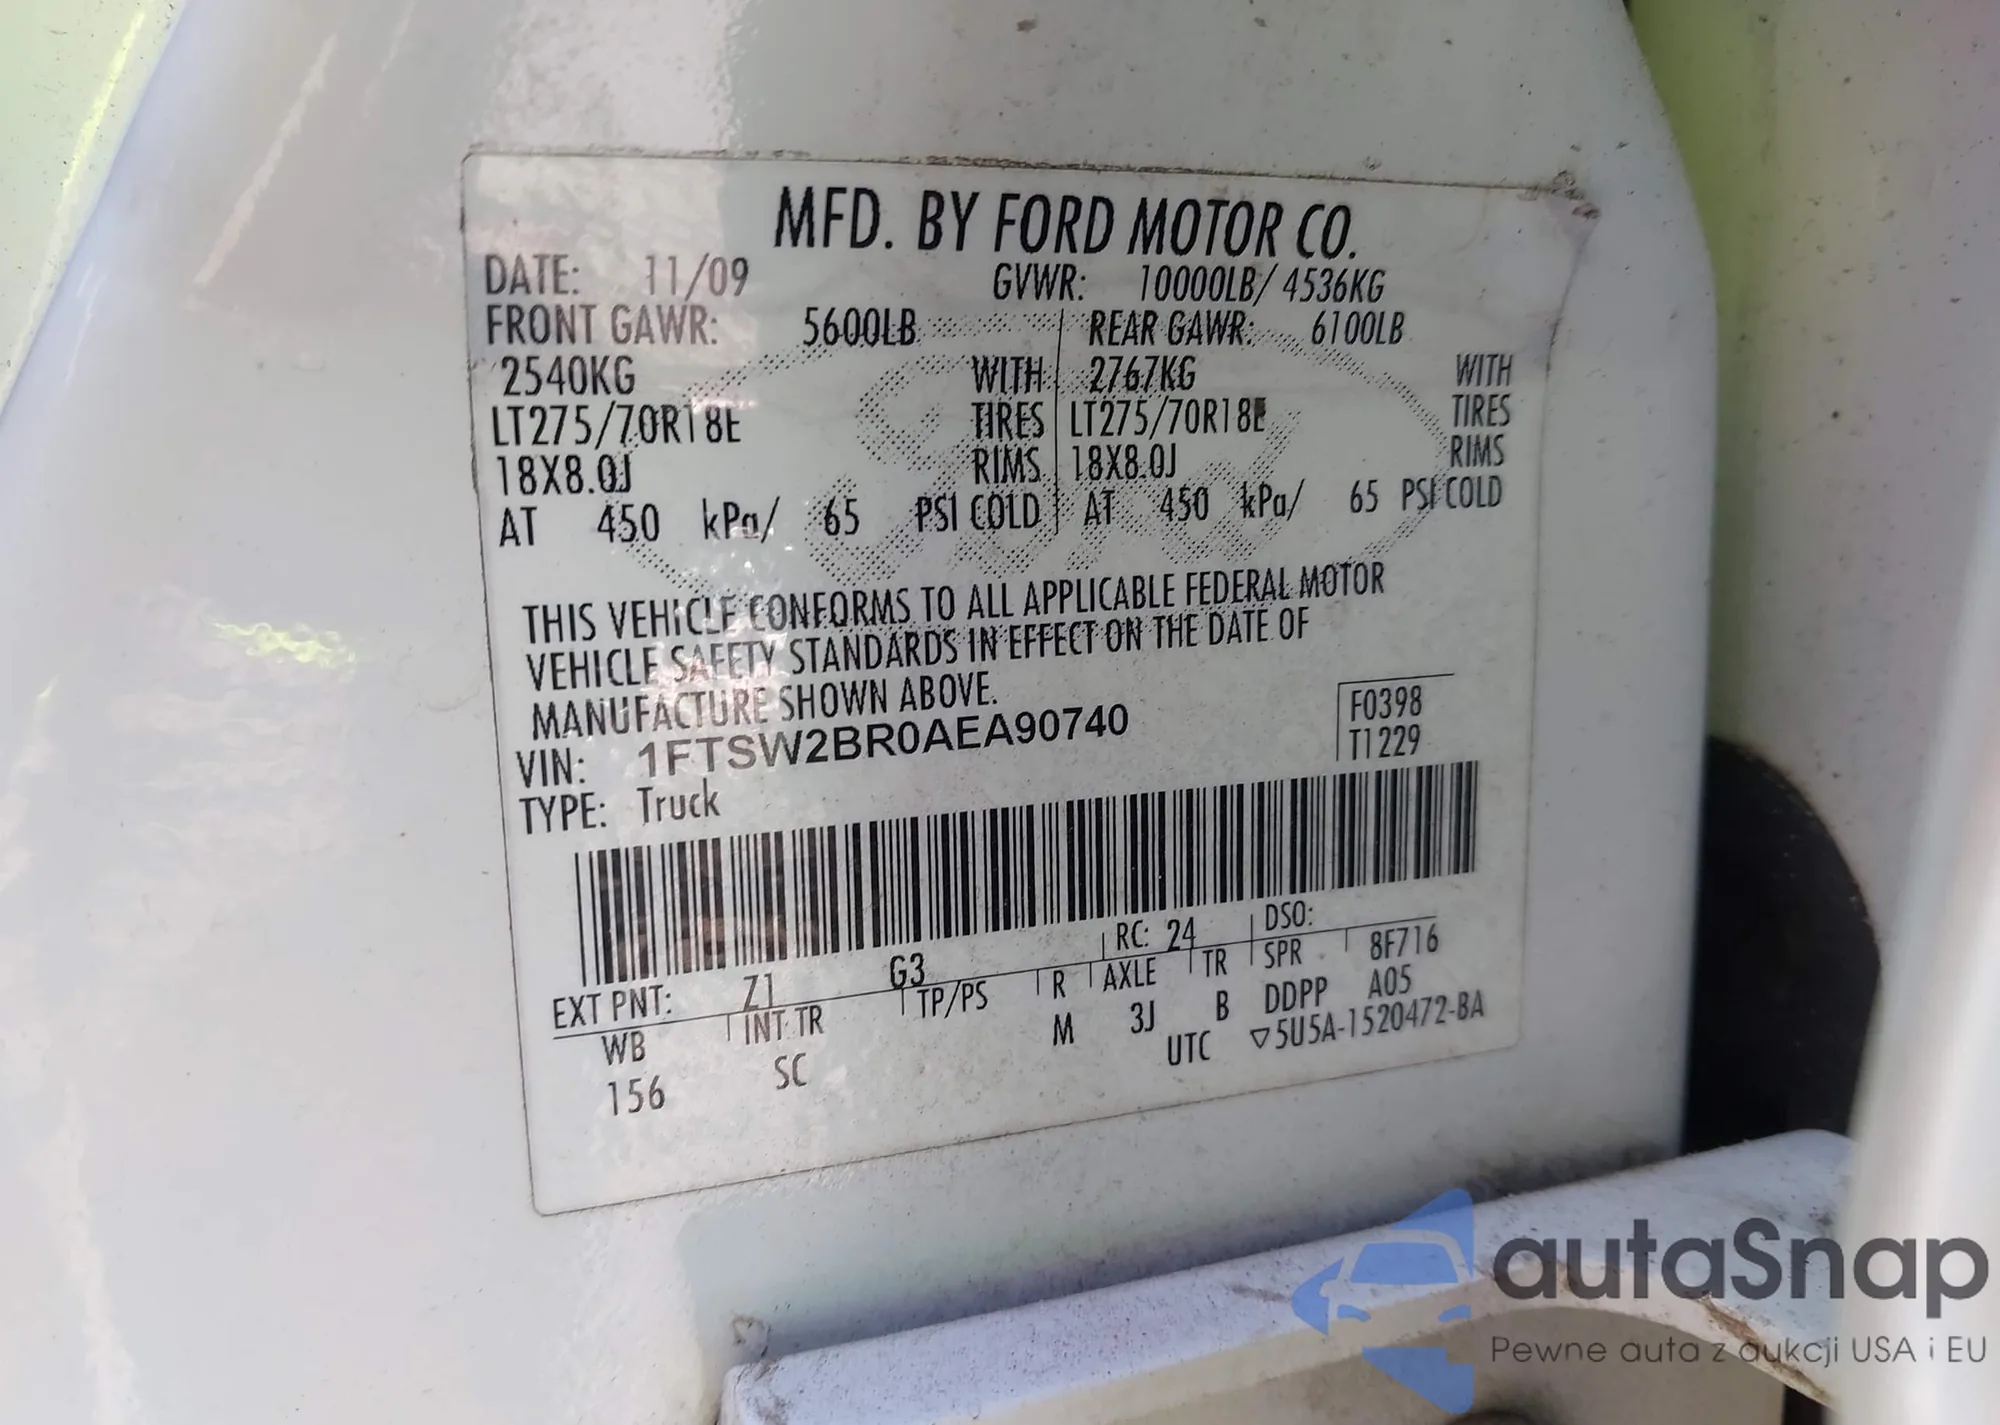 MFD. BY FORD MOTOR CO.
DATE: 11/09 GVWR: 10000LB/ 4536KG
FRONT GAWR: 5600LB REAR GAWR: 6100LB
2540KG WITH 2767KG WITH
LT275/70R18E TIRES LT275/70R18E TIRES
18X8.0J RIMS 18X8.0J RIMS
AT 450 kPa/ 65 PSI COLD AT 450 kPa/ 65 PSI COLD
THIS VEHICLE CONFORMS TO ALL APPLICABLE FEDERAL MOTOR
VEHICLE SAFETY STANDARDS IN EFFECT ON THE DATE OF
MANUFACTURE SHOWN ABOVE.
VIN: 1FTSW2BR0AEA90740
F0398
T1229
TYPE: Truck
EXT PNT: Z1 G3 RC: 24 DSO:
WB INT TR TP/PS R AXLE TR SPR 8F716
156 SC M 3J B DDPP A05
UTC ▽5U5A-1520472-BA
autaSnap
Pewne auta z aukcji USA i EU